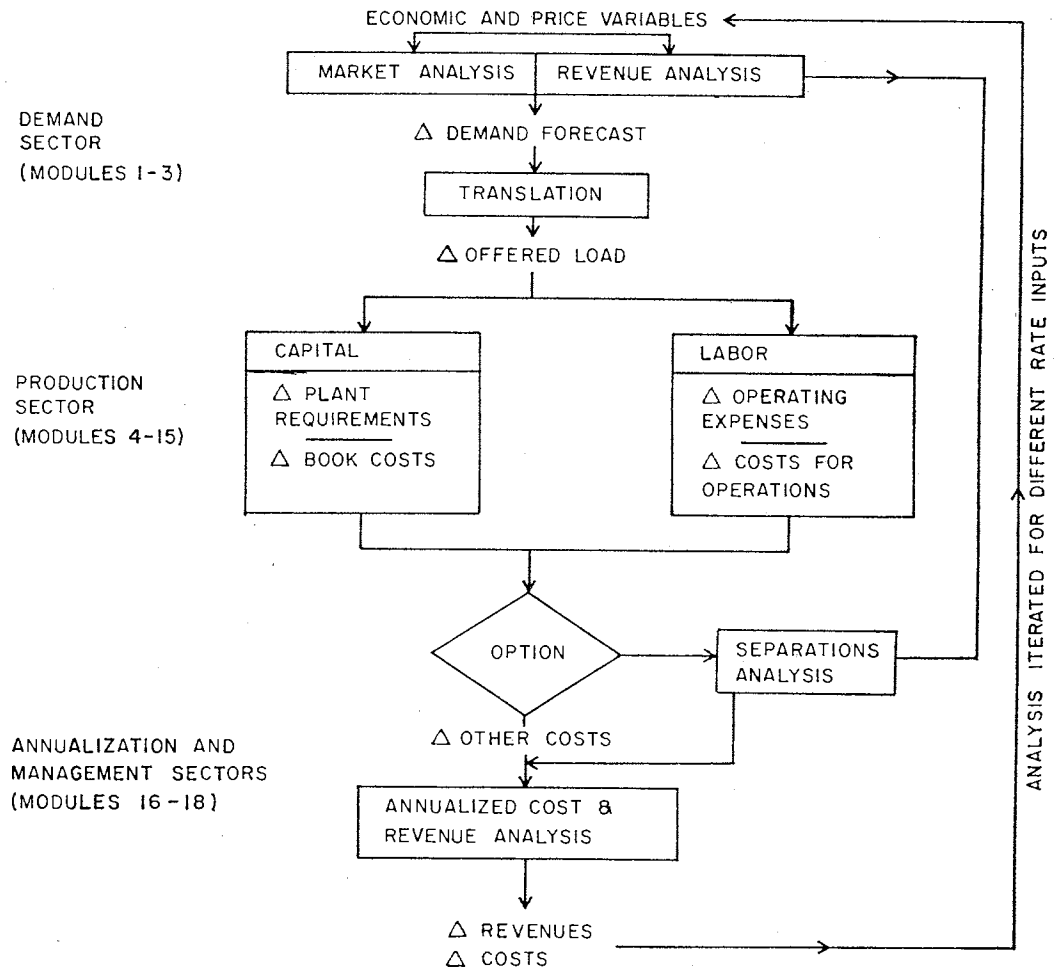 ECONOMIC AND PRICE VARIABLES
MARKET ANALYSIS
REVENUE ANALYSIS
DEMAND
SECTOR
(MODULES 1-3)
△ DEMAND FORECAST
TRANSLATION
△ OFFERED LOAD
PRODUCTION
SECTOR
(MODULES 4-15)
CAPITAL
△ PLANT
REQUIREMENTS
△ BOOK COSTS
LABOR
△ OPERATING
EXPENSES
△ COSTS FOR
OPERATIONS
OPTION
SEPARATIONS
ANALYSIS
△ OTHER COSTS
ANNUALIZATION AND
MANAGEMENT SECTORS
(MODULES 16-18)
ANNUALIZED COST &
REVENUE ANALYSIS
△ REVENUES
△ COSTS
ANALYSIS ITERATED FOR DIFFERENT RATE INPUTS